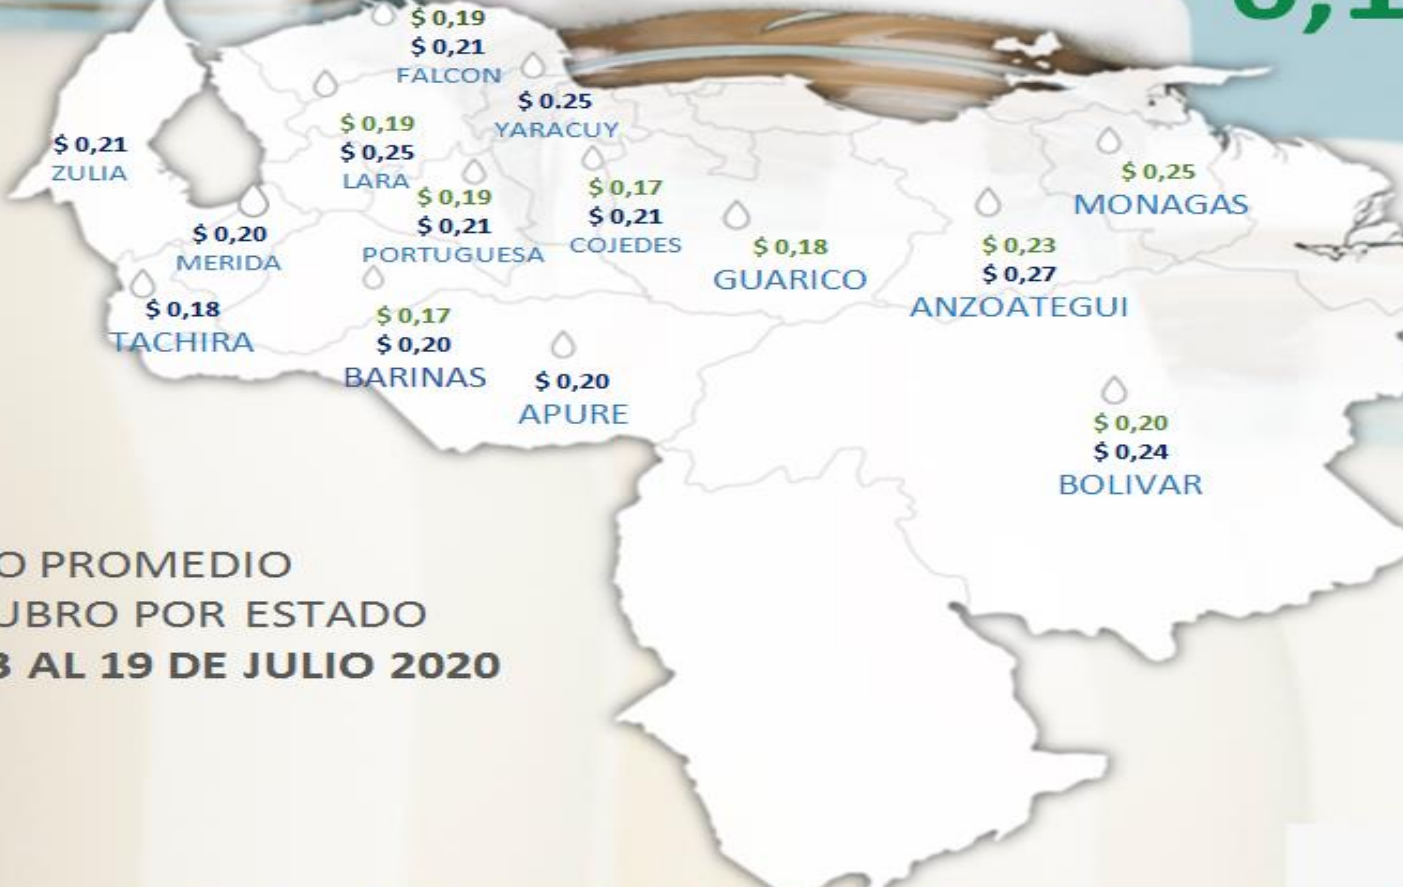 $ 0,19
$ 0,21
FALCON
$ 0.25
YARACUY
$ 0,21
ZULIA
$ 0,19
$ 0,25
LARA
$ 0,19
$ 0,21
PORTUGUESA
$ 0,17
$ 0,21
COJEDES
$ 0,18
GUARICO
$ 0,23
$ 0,27
ANZOATEGUI
$ 0,25
MONAGAS
$ 0,20
MERIDA
$ 0,18
TACHIRA
$ 0,17
$ 0,20
BARINAS
$ 0,20
APURE
$ 0,20
$ 0,24
BOLIVAR
O PROMEDIO
UBRO POR ESTADO
AL 19 DE JULIO 2020